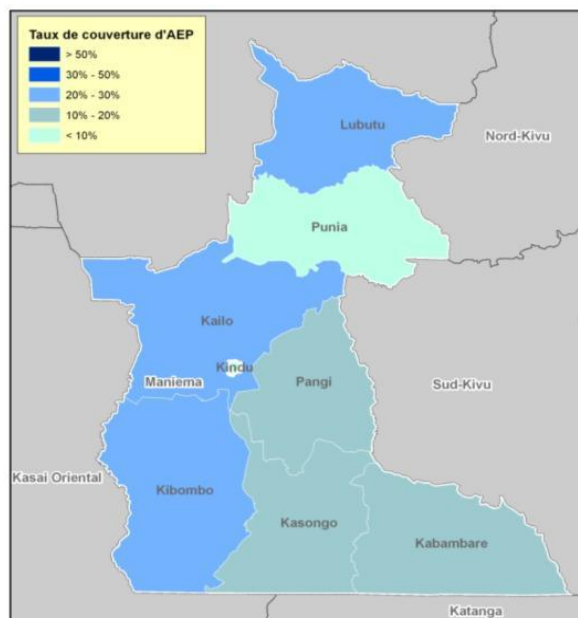 Taux de couverture d'AEP
> 50%
30% - 50%
20% - 30%
10% - 20%
< 10%
Lubutu
Nord-Kivu
Punia
Kailo
Kindu
Maniema
Pangi
Sud-Kivu
Kasai Oriental
Kibombo
Kasongo
Kabambare
Katanga